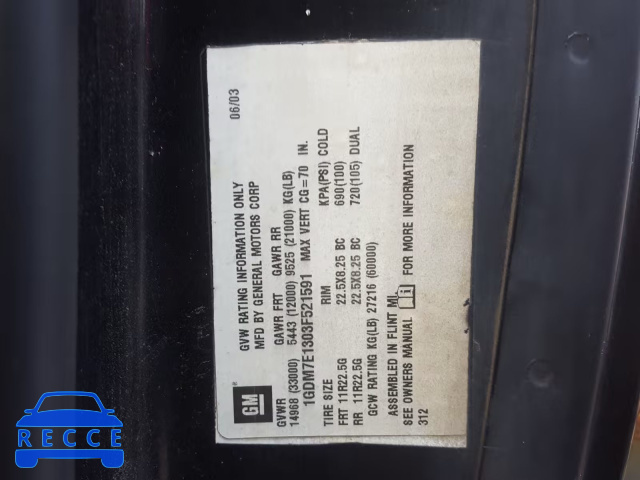 GM ®
GVW RATING INFORMATION ONLY 06/03
MFD BY GENERAL MOTORS CORP
GVWR GAWR FRT GAWR RR
14968 (33000) 5443 (12000) 9525 (21000) KG(LB)
1GDM7E1303F521591 MAX VERT CG=70 IN.
TIRE SIZE RIM KPA(PSI) COLD
FRT 11R22.5G 22.5X8.25 BC 690(100)
RR 11R22.5G 22.5X8.25 BC 720(105) DUAL
GCW RATING KG(LB) 27216 (60000)
ASSEMBLED IN FLINT MI.
SEE OWNERS MANUAL i FOR MORE INFORMATION
312
RECCE